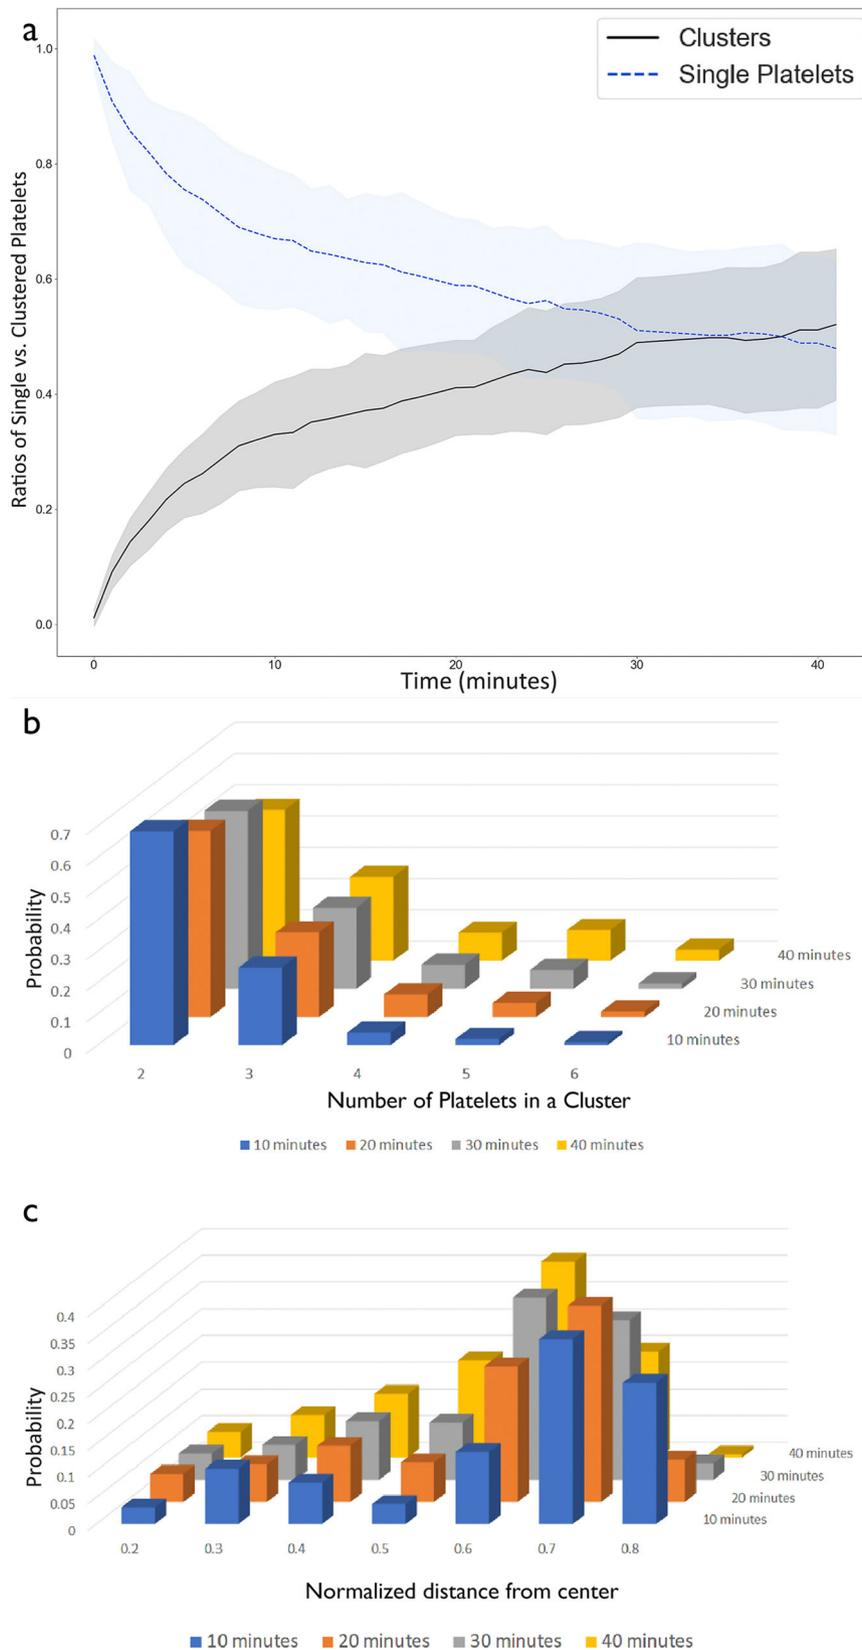 a
Clusters
Single Platelets
1.0
0.8
0.6
0.4
0.2
0.0
Ratios of Single vs. Clustered Platelets
0 10 20 30 40
Time (minutes)
b
0.7
0.6
0.5
0.4
0.3
0.2
0.1
0
Probability
40 minutes
30 minutes
20 minutes
10 minutes
2 3 4 5 6
Number of Platelets in a Cluster
10 minutes 20 minutes 30 minutes 40 minutes
c
0.4
0.35
0.3
0.25
0.2
0.15
0.1
0.05
0
Probability
40 minutes
30 minutes
20 minutes
10 minutes
0.2 0.3 0.4 0.5 0.6 0.7 0.8
Normalized distance from center
10 minutes 20 minutes 30 minutes 40 minutes